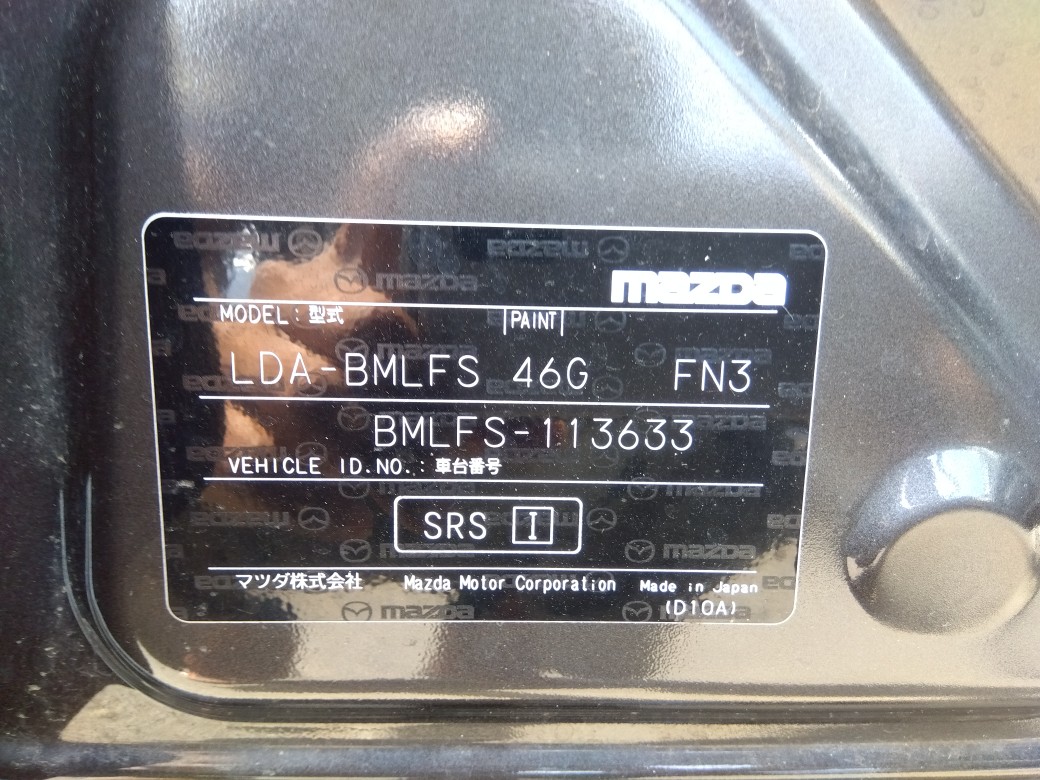 mazda
MODEL : 型式 |PAINT|
LDA-BMLFS 46G FN3
BMLFS-113633
VEHICLE ID.NO. : 車台番号
SRS I
マツダ株式会社 Mazda Motor Corporation Made in Japan
(D10A)